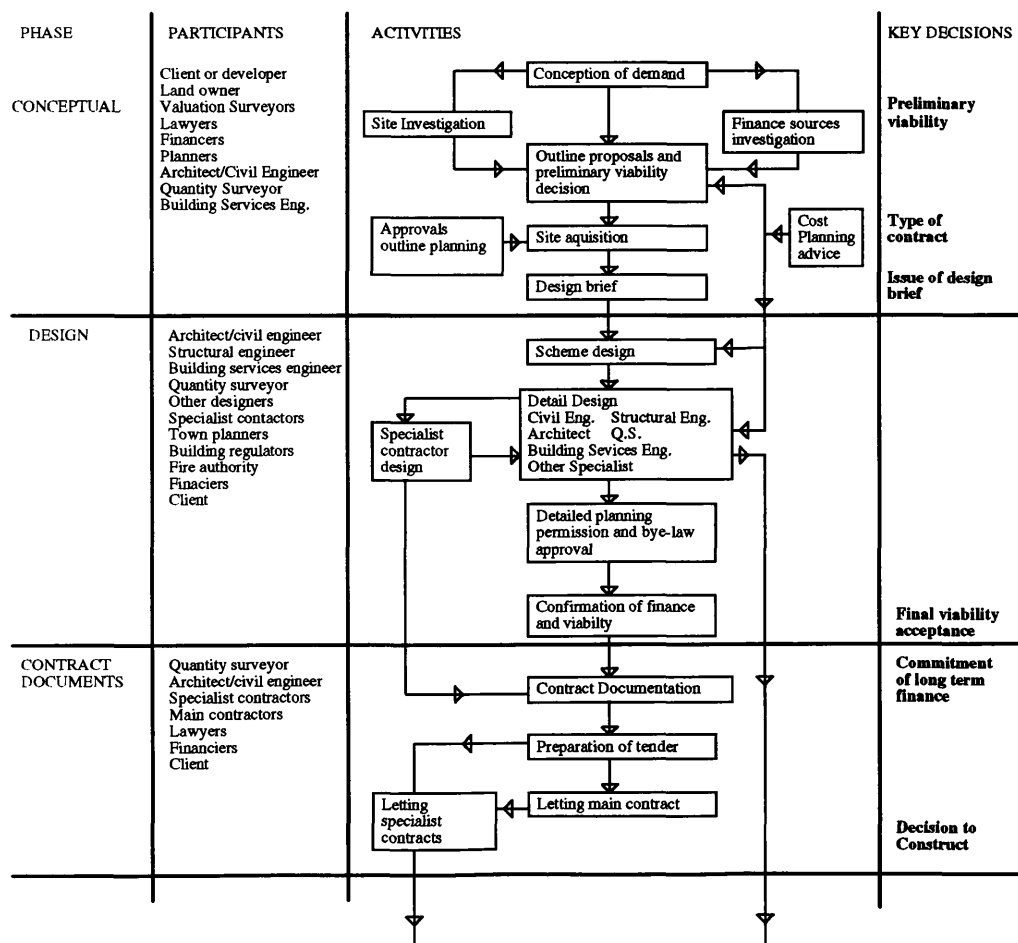 PHASE
PARTICIPANTS
ACTIVITIES
KEY DECISIONS
CONCEPTUAL
Client or developer
Land owner
Valuation Surveyors
Lawyers
Financers
Planners
Architect/Civil Engineer
Quantity Surveyor
Building Services Eng.
Conception of demand
Site Investigation
Finance sources
investigation
Outline proposals and
preliminary viability
decision
Approvals
outline planning
Site aquisition
Cost
Planning
advice
Design brief
Preliminary
viability
Type of
contract
Issue of design
brief
DESIGN
Architect/civil engineer
Structural engineer
Building services engineer
Quantity surveyor
Other designers
Specialist contactors
Town planners
Building regulators
Fire authority
Finaciers
Client
Scheme design
Detail Design
Civil Eng. Structural Eng.
Architect Q.S.
Building Sevices Eng.
Other Specialist
Specialist
contractor
design
Detailed planning
permission and bye-law
approval
Confirmation of finance
and viabilty
Final viability
acceptance
CONTRACT
DOCUMENTS
Quantity surveyor
Architect/civil engineer
Specialist contractors
Main contractors
Lawyers
Financiers
Client
Contract Documentation
Preparation of tender
Letting main contract
Letting
specialist
contracts
Commitment
of long term
finance
Decision to
Construct